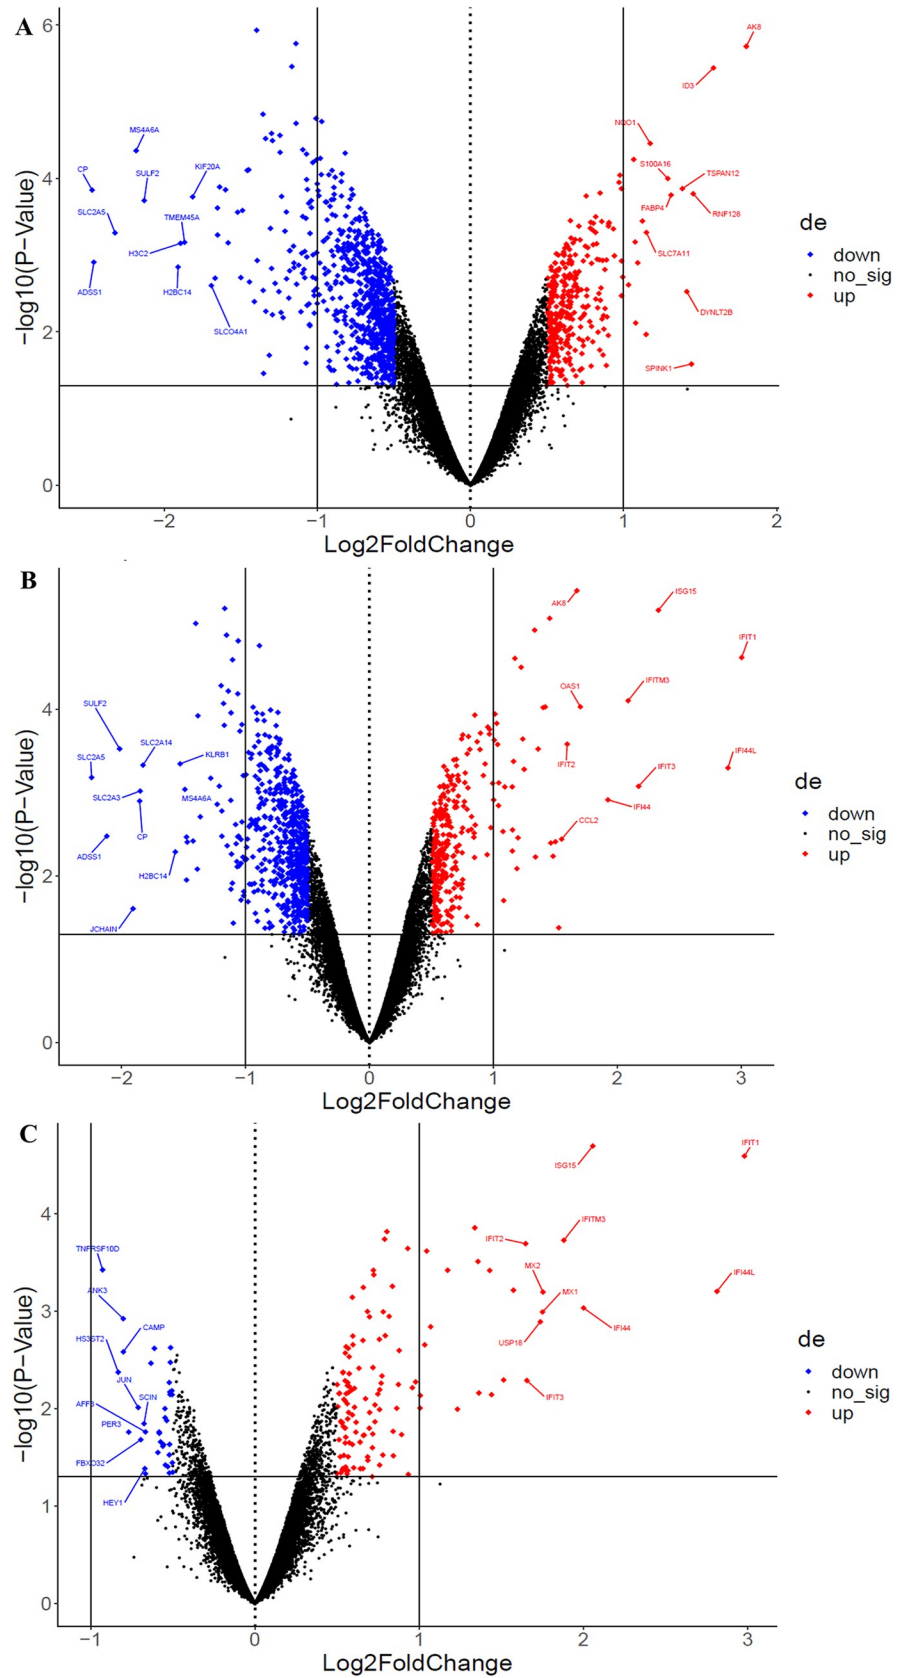 A
6
4
2
0
−log10(P−Value)
AK8
ID3
NQO1
MS4A6A
S100A16
CP
SULF2
KIF20A
TSPAN12
FABP4
RNF128
SLC2A5
TMEM45A
H3C2
SLC7A11
ADSS1
H2BC14
DYNLT2B
SLCO4A1
SPINK1
de
down
no_sig
up
−2 −1 0 1 2
Log2FoldChange
B
4
2
0
−log10(P−Value)
AK8
ISG15
IFIT1
OAS1
IFITM3
SULF2
SLC2A14
KLRB1
IFI44L
SLC2A5
IFIT2
IFIT3
SLC2A3
MS4A6A
IFI44
CP
CCL2
ADSS1
H2BC14
JCHAIN
de
down
no_sig
up
−2 −1 0 1 2 3
Log2FoldChange
C
4
3
2
1
0
−log10(P−Value)
IFIT1
ISG15
IFITM3
IFIT2
TNFRSF10D
MX2
IFI44L
ANK3
MX1
CAMP
IFI44
HS3ST2
USP18
JUN
SCIN
IFIT3
AFF3
PER3
FBXO32
HEY1
de
down
no_sig
up
−1 0 1 2 3
Log2FoldChange